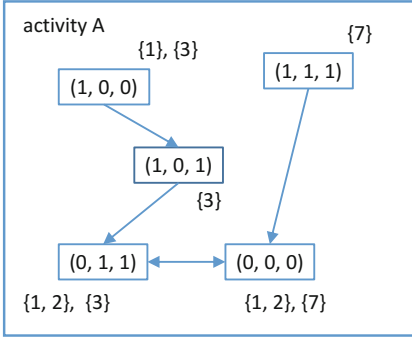 activity A
{1}, {3}
{7}
(1, 0, 0)
(1, 1, 1)
(1, 0, 1)
{3}
(0, 1, 1)
(0, 0, 0)
{1, 2}, {3}
{1, 2}, {7}